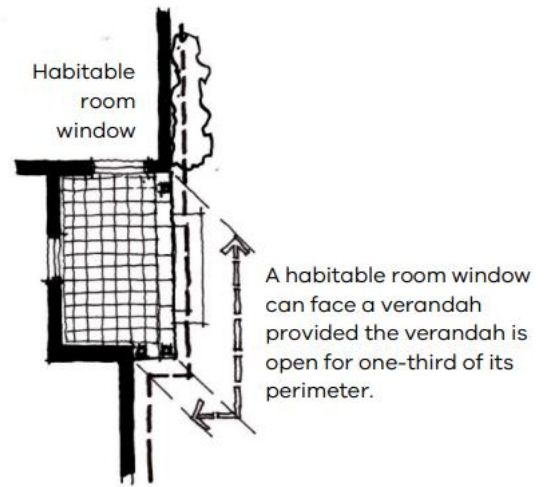 Habitable
room
window
A habitable room window
can face a verandah
provided the verandah is
open for one-third of its
perimeter.